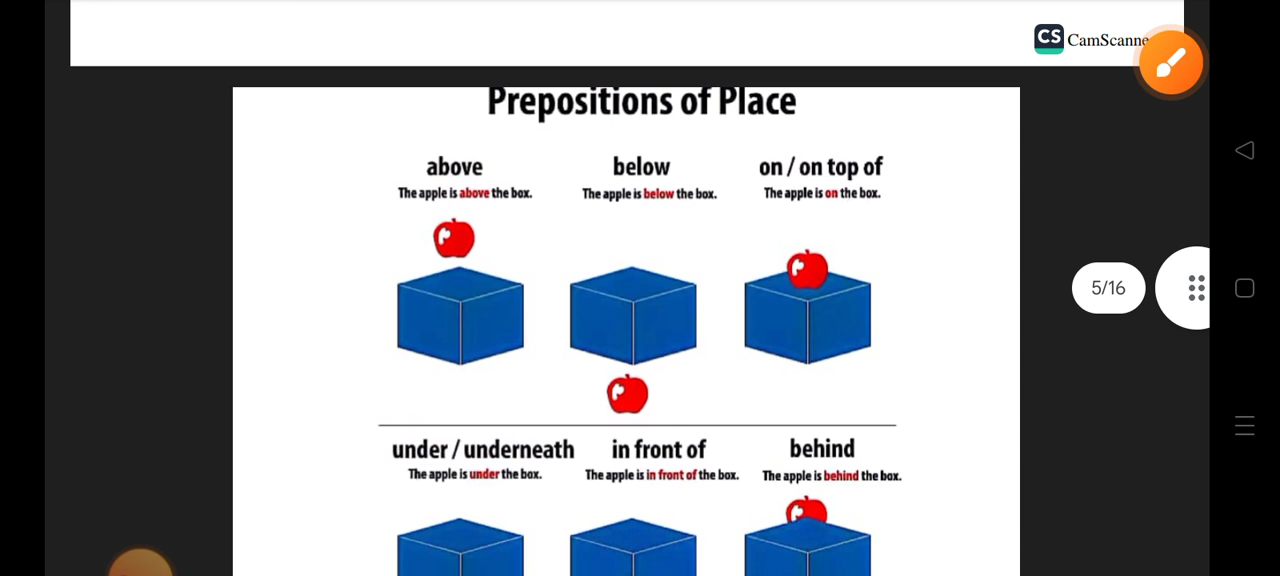 CS CamScanne
Prepositions of Place
above
The apple is above the box.
below
The apple is below the box.
on / on top of
The apple is on the box.
5/16
under / underneath
The apple is under the box.
in front of
The apple is in front of the box.
behind
The apple is behind the box.